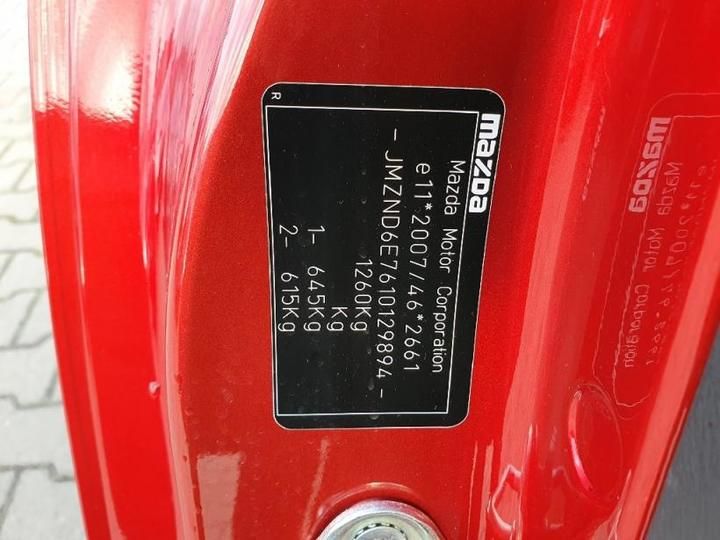 mazda
Mazda Motor Corporation
e11*2007/46*2661
- JMZND6E7610129894 -
1260Kg
Kg
1- 645Kg
2- 615Kg
R